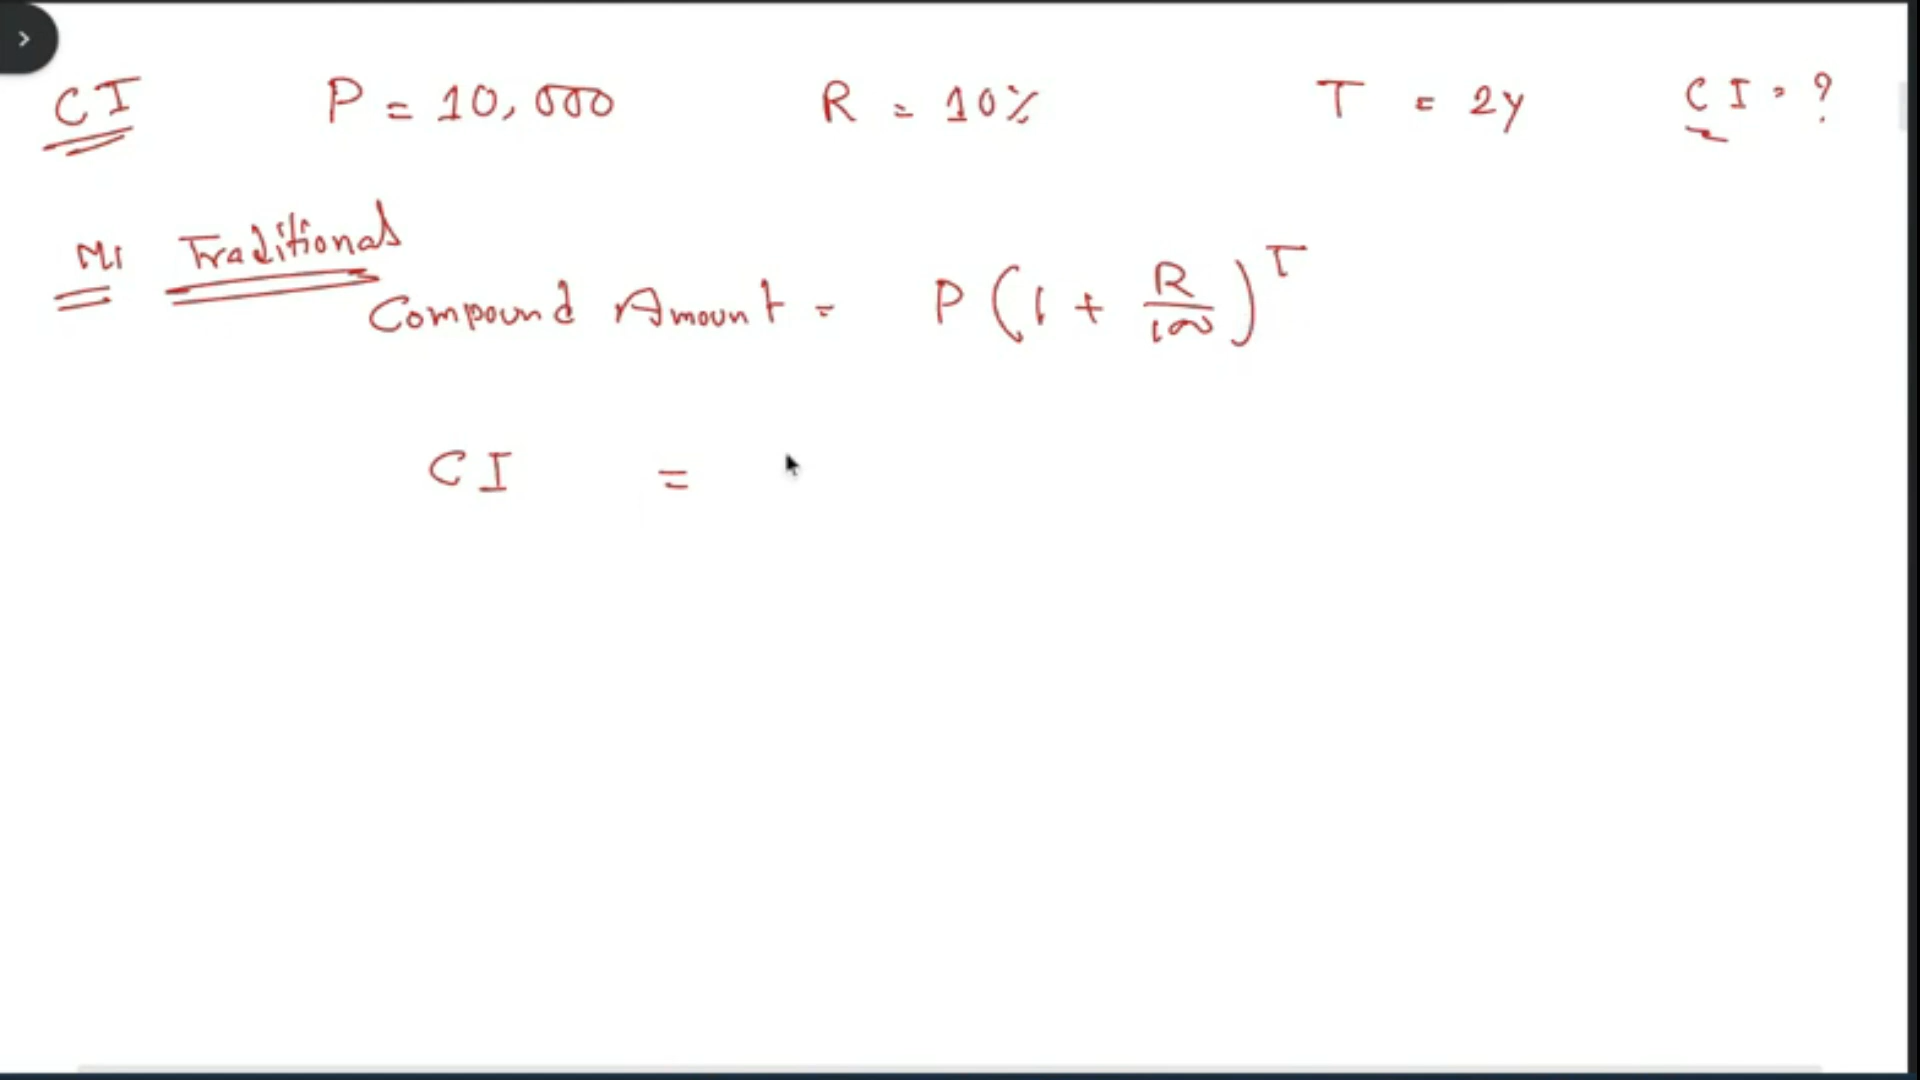 CI P = 10,000 R = 10% T = 2y CI = ?
M1 Traditional
Compound Amount = P(1 + R/100)^T
CI =